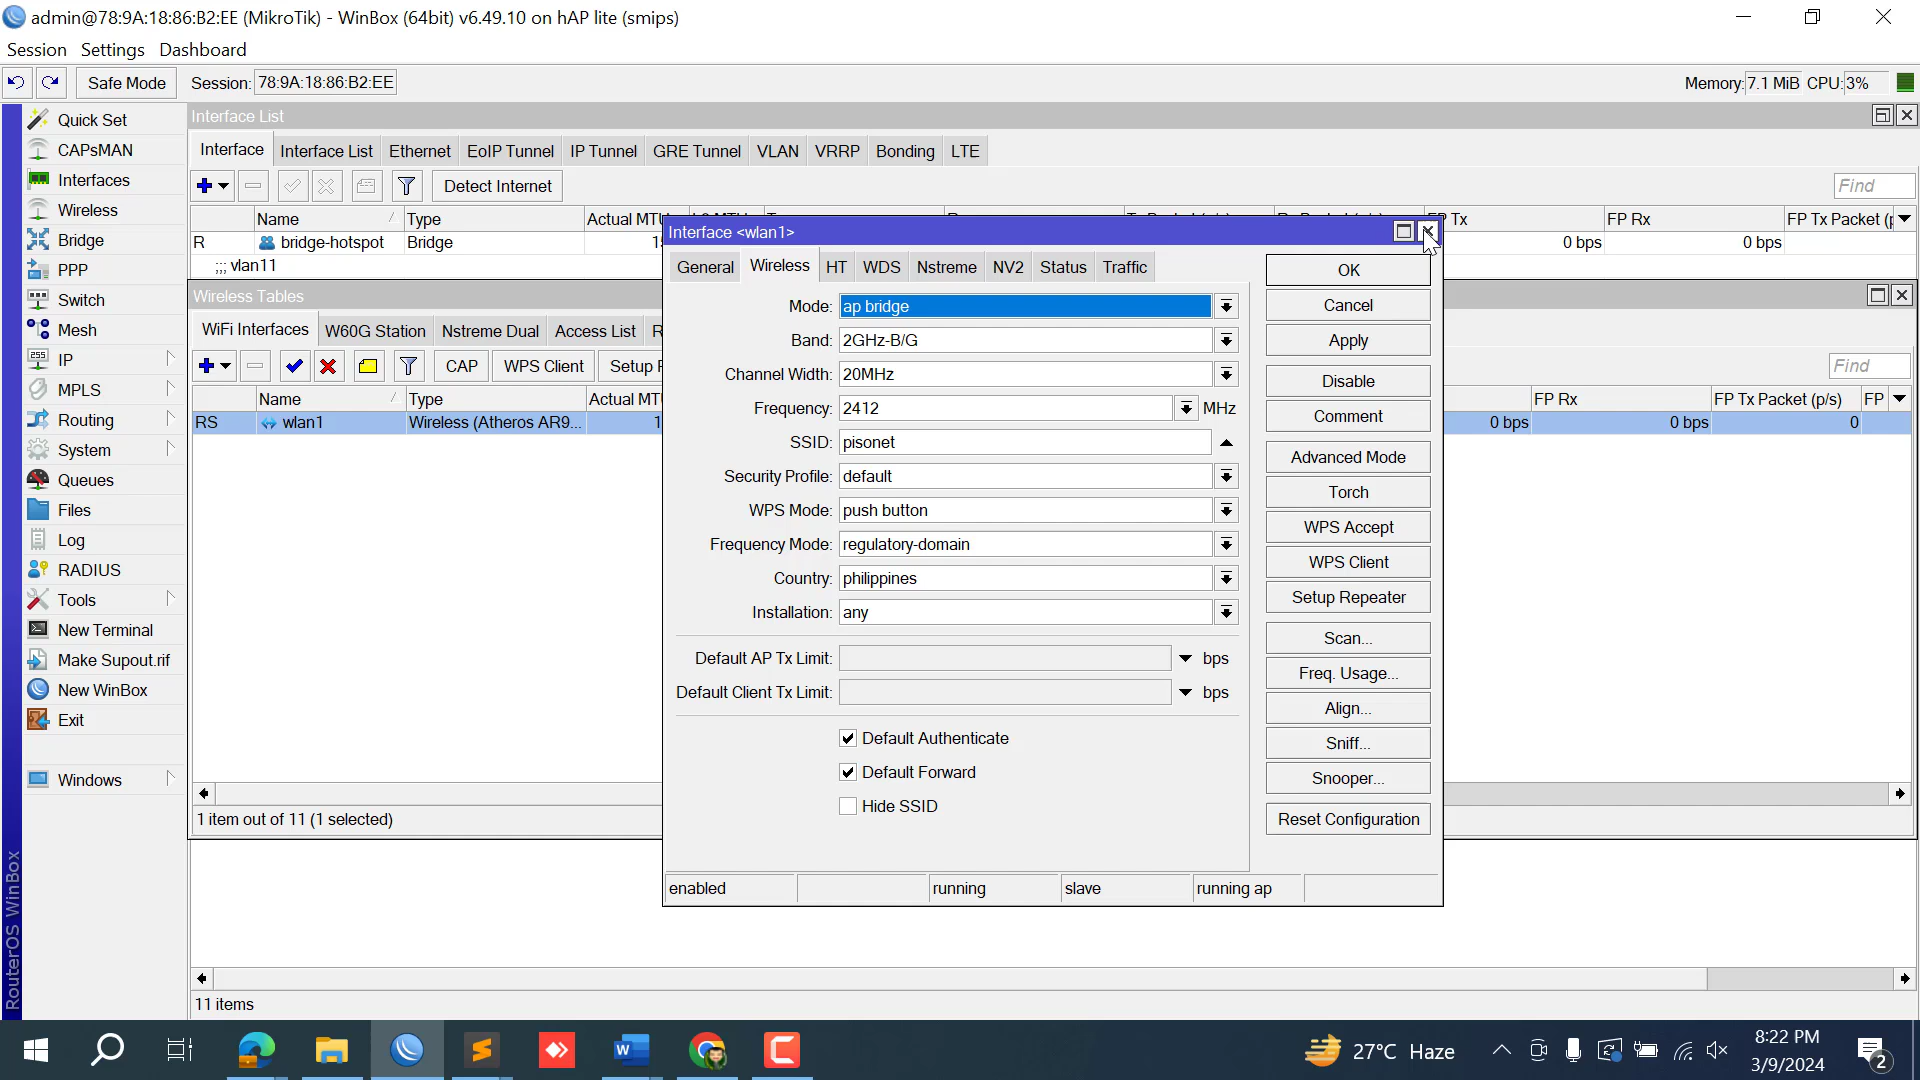 admin@78:9A:18:86:B2:EE (MikroTik) - WinBox (64bit) v6.49.10 on hAP lite (smips)
Session Settings Dashboard
Safe Mode Session: 78:9A:18:86:B2:EE Memory: 7.1 MiB CPU: 3%
Quick Set
CAPsMAN
Interfaces
Wireless
Bridge
PPP
Switch
Mesh
IP
MPLS
Routing
System
Queues
Files
Log
RADIUS
Tools
New Terminal
Make Supout.rif
New WinBox
Exit
Windows
RouterOS WinBox
Interface List
Interface Interface List Ethernet EoIP Tunnel IP Tunnel GRE Tunnel VLAN VRRP Bonding LTE
Detect Internet Find
Name Type Actual MTU FP Tx FP Rx FP Tx Packet (p
R bridge-hotspot Bridge 0 bps 0 bps
;;; vlan11
Wireless Tables
WiFi Interfaces W60G Station Nstreme Dual Access List R
CAP WPS Client Setup R Find
Name Type Actual MTU FP Rx FP Tx Packet (p/s) FP
RS wlan1 Wireless (Atheros AR9... 1 0 bps 0 bps 0
1 item out of 11 (1 selected)
11 items
Interface <wlan1>
General Wireless HT WDS Nstreme NV2 Status Traffic
Mode: ap bridge
Band: 2GHz-B/G
Channel Width: 20MHz
Frequency: 2412 MHz
SSID: pisonet
Security Profile: default
WPS Mode: push button
Frequency Mode: regulatory-domain
Country: philippines
Installation: any
Default AP Tx Limit: bps
Default Client Tx Limit: bps
Default Authenticate
Default Forward
Hide SSID
OK
Cancel
Apply
Disable
Comment
Advanced Mode
Torch
WPS Accept
WPS Client
Setup Repeater
Scan...
Freq. Usage...
Align...
Sniff...
Snooper...
Reset Configuration
enabled running slave running ap
27°C Haze
8:22 PM
3/9/2024
2